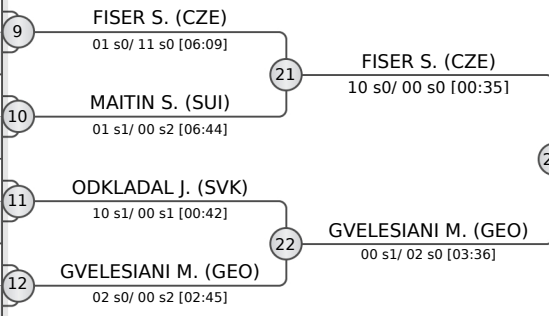 9
FISER S. (CZE)
01 s0/ 11 s0 [06:09]
21
FISER S. (CZE)
10 s0/ 00 s0 [00:35]
10
MAITIN S. (SUI)
01 s1/ 00 s2 [06:44]
11
ODKLADAL J. (SVK)
10 s1/ 00 s1 [00:42]
22
GVELESIANI M. (GEO)
00 s1/ 02 s0 [03:36]
12
GVELESIANI M. (GEO)
02 s0/ 00 s2 [02:45]